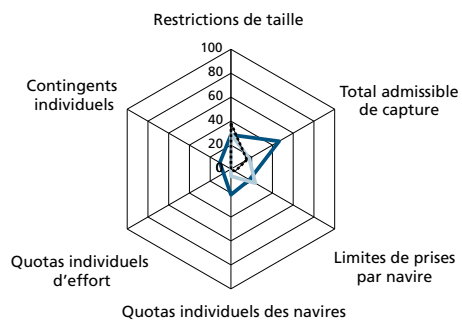 Restrictions de taille
100
80
60
40
20
0
Contingents
individuels
Total admissible
de capture
Quotas individuels
d'effort
Limites de prises
par navire
Quotas individuels des navires